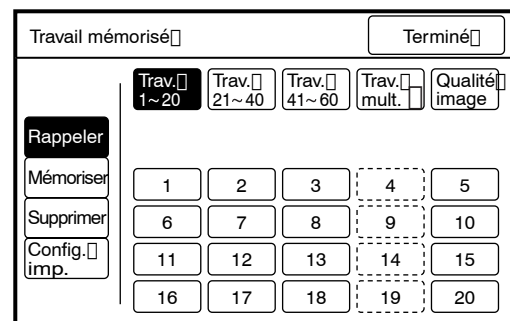 Travail mémorisé
Terminé
Trav. Trav. Trav. Trav. Qualité
1~20 21~40 41~60 mult. image
Rappeler
Mémoriser 1 2 3 4 5
Supprimer 6 7 8 9 10
Config. 11 12 13 14 15
imp.
16 17 18 19 20